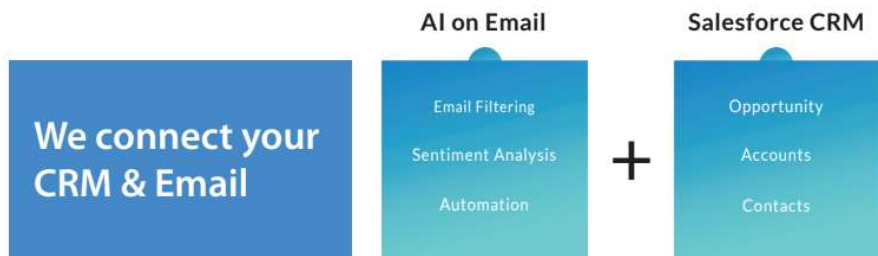 We connect your
CRM & Email
AI on Email
Email Filtering
Sentiment Analysis
Automation
+
Salesforce CRM
Opportunity
Accounts
Contacts